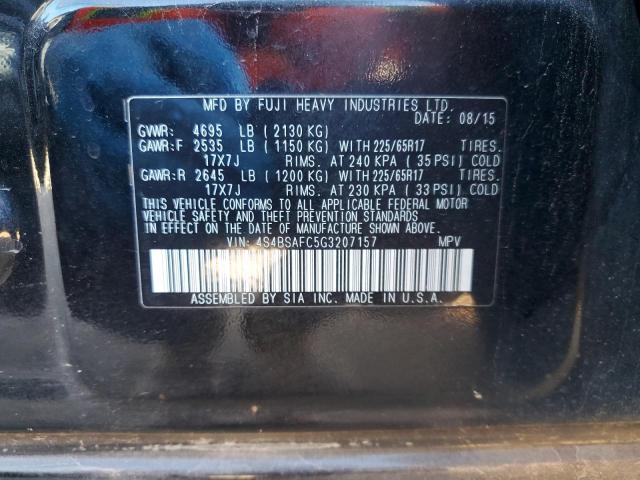 MFD BY FUJI HEAVY INDUSTRIES LTD.
DATE: 08/15
GVWR: 4695 LB (2130 KG)
GAWR: F 2535 LB (1150 KG) WITH 225/65R17 TIRES.
17X7J RIMS. AT 240 KPA (35 PSI) COLD
GAWR: R 2645 LB (1200 KG) WITH 225/65R17 TIRES.
17X7J RIMS. AT 230 KPA (33 PSI) COLD
THIS VEHICLE CONFORMS TO ALL APPLICABLE FEDERAL MOTOR
VEHICLE SAFETY AND THEFT PREVENTION STANDARDS
IN EFFECT ON THE DATE OF MANUFACTURE SHOWN ABOVE.
VIN: 4S4BSAFC5G3207157 MPV
ASSEMBLED BY SIA INC. MADE IN U.S.A.